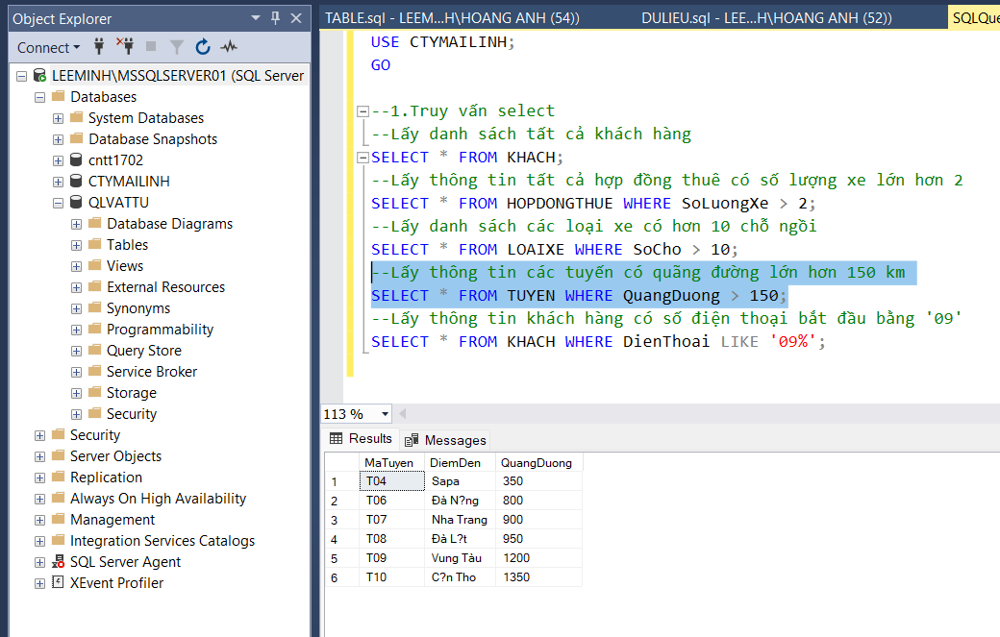 Object Explorer
Connect
LEEMINH\MSSQLSERVER01 (SQL Server
Databases
System Databases
Database Snapshots
cntt1702
CTYMAILINH
QLVATTU
Database Diagrams
Tables
Views
External Resources
Synonyms
Programmability
Query Store
Service Broker
Storage
Security
Security
Server Objects
Replication
Always On High Availability
Management
Integration Services Catalogs
SQL Server Agent
XEvent Profiler
TABLE.sql - LEEM...H\HOANG ANH (54))
DULIEU.sql - LEE...H\HOANG ANH (52))
SQLQue
USE CTYMAILINH;
GO
--1.Truy vấn select
--Lấy danh sách tất cả khách hàng
SELECT * FROM KHACH;
--Lấy thông tin tất cả hợp đồng thuê có số lượng xe lớn hơn 2
SELECT * FROM HOPDONGTHUE WHERE SoLuongXe > 2;
--Lấy danh sách các loại xe có hơn 10 chỗ ngồi
SELECT * FROM LOAIXE WHERE SoCho > 10;
--Lấy thông tin các tuyến có quãng đường lớn hơn 150 km
SELECT * FROM TUYEN WHERE QuangDuong > 150;
--Lấy thông tin khách hàng có số điện thoại bắt đầu bằng '09'
SELECT * FROM KHACH WHERE DienThoai LIKE '09%';
113 %
Results Messages
MaTuyen DiemDen QuangDuong
1 T04 Sapa 350
2 T06 Đà N?ng 800
3 T07 Nha Trang 900
4 T08 Đà L?t 950
5 T09 Vung Tàu 1200
6 T10 C?n Tho 1350